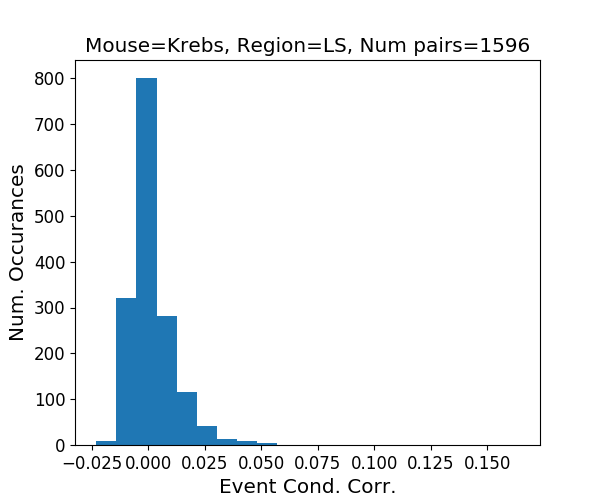 Mouse=Krebs, Region=LS, Num pairs=1596
800
700
600
500
400
300
200
100
0
Num. Occurances
−0.025 0.000 0.025 0.050 0.075 0.100 0.125 0.150
Event Cond. Corr.